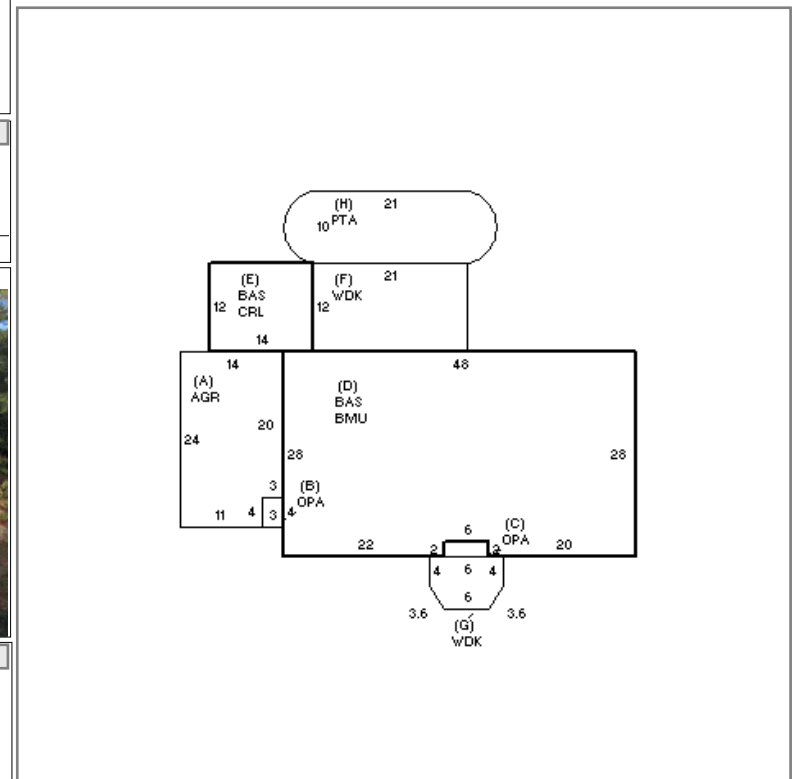 (H) 21
10 PTA
(E) (F) 21
BAS WDK
12 CRL 12
14
14 48
(A) (D)
AGR BAS
BMU
20
24
28 28
3 (B)
OPA
11 4 3 4
6 (C)
OPA
22 2 2 20
4 6 4
6
3.6 3.6
(G)
WDK